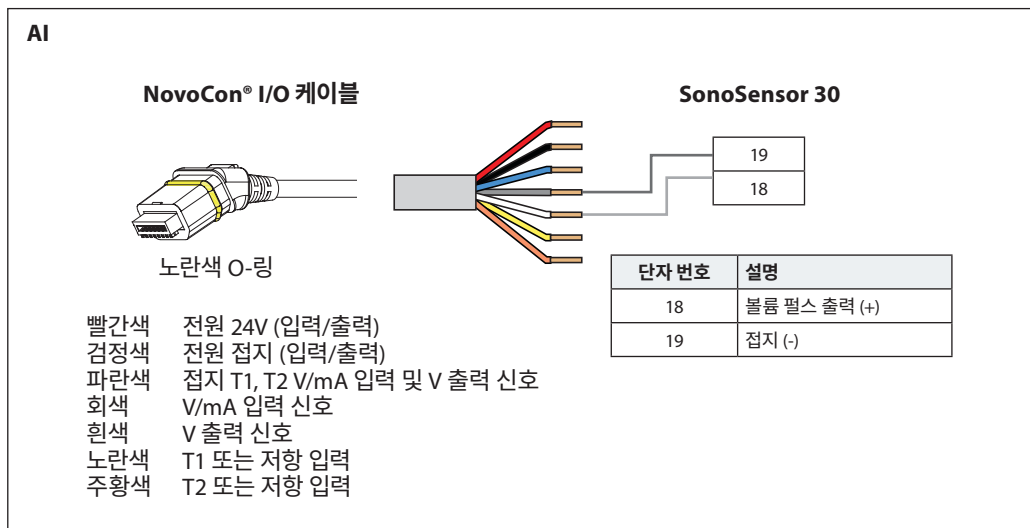 AI
NovoCon® I/O 케이블
SonoSensor 30
19
18
노란색 O-링
단자 번호 설명
18 볼륨 펄스 출력 (+)
19 접지 (-)
빨간색 전원 24V (입력/출력)
검정색 전원 접지 (입력/출력)
파란색 접지 T1, T2 V/mA 입력 및 V 출력 신호
회색 V/mA 입력 신호
흰색 V 출력 신호
노란색 T1 또는 저항 입력
주황색 T2 또는 저항 입력